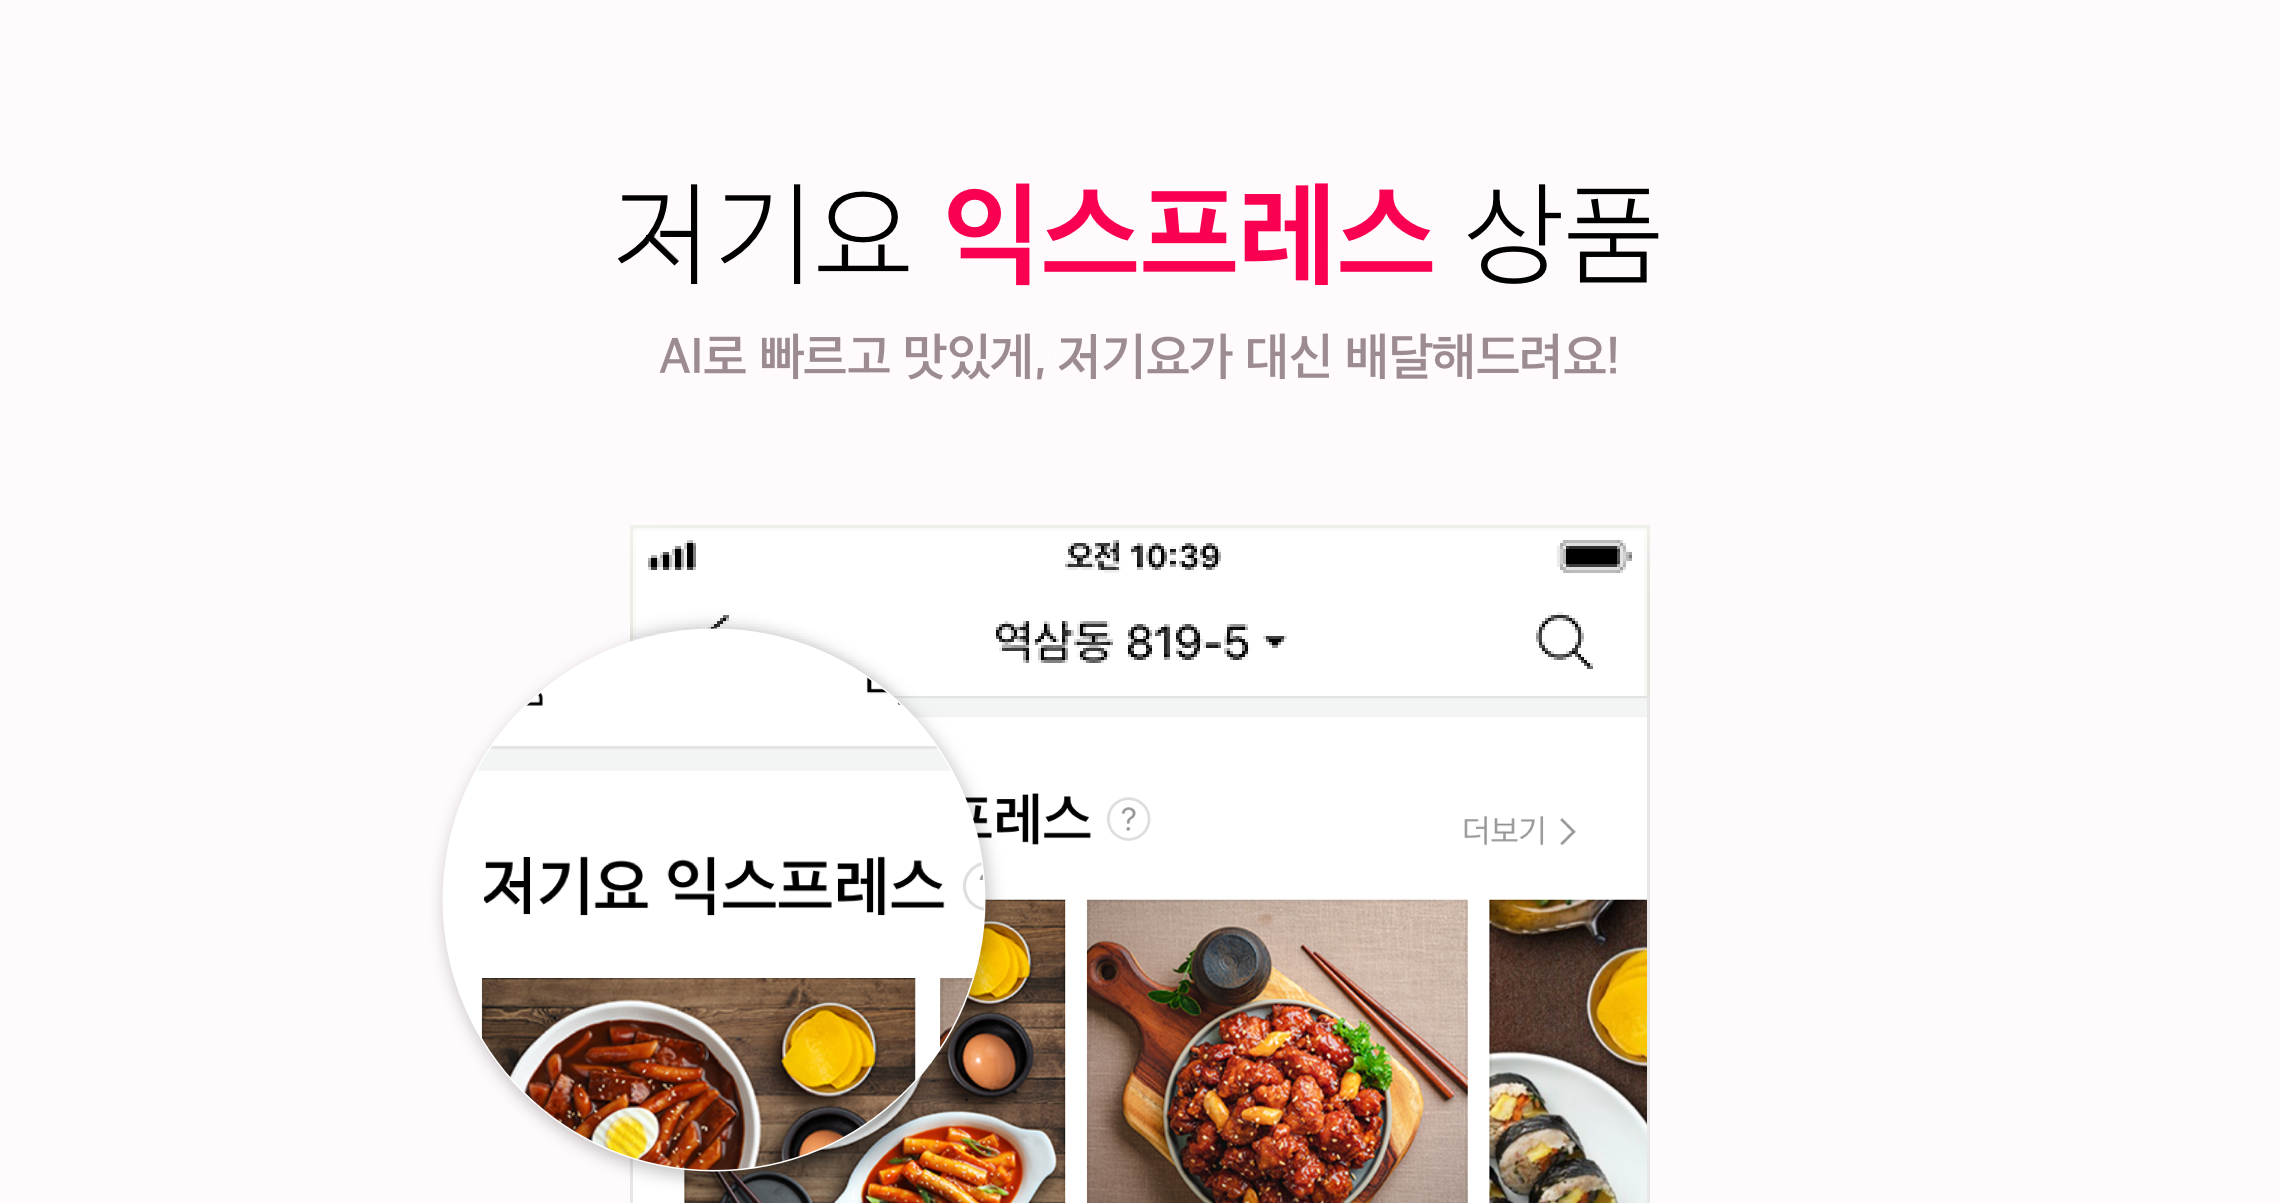 저기요 익스프레스 상품
AI로 빠르고 맛있게, 저기요가 대신 배달해드려요!
오전 10:39
역삼동 819-5
프레스 ?
더보기
저기요 익스프레스